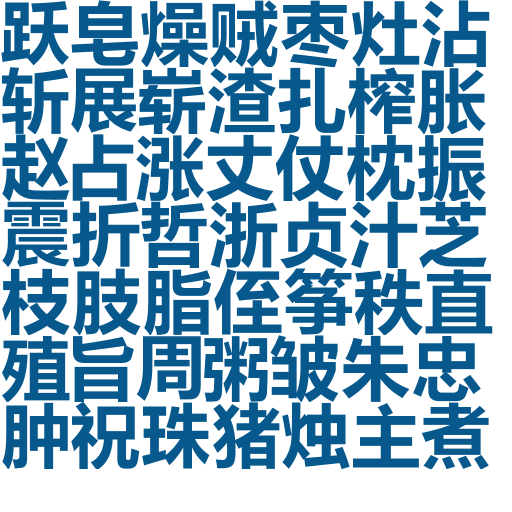 跃皂燥贼枣灶沾
斩展崭渣扎榨胀
赵占涨丈仗枕振
震折哲浙贞汁芝
枝肢脂侄筝秩直
殖旨周粥皱朱忠
肿祝珠猪烛主煮